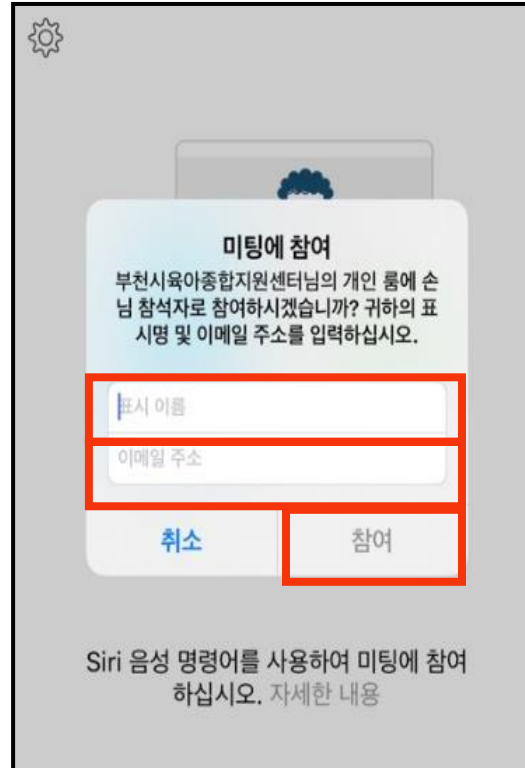 미팅에 참여
부천시육아종합지원센터님의 개인 룸에 손
님 참석자로 참여하시겠습니까? 귀하의 표
시명 및 이메일 주소를 입력하십시오.
표시 이름
이메일 주소
취소
참여
Siri 음성 명령어를 사용하여 미팅에 참여
하십시오. 자세한 내용